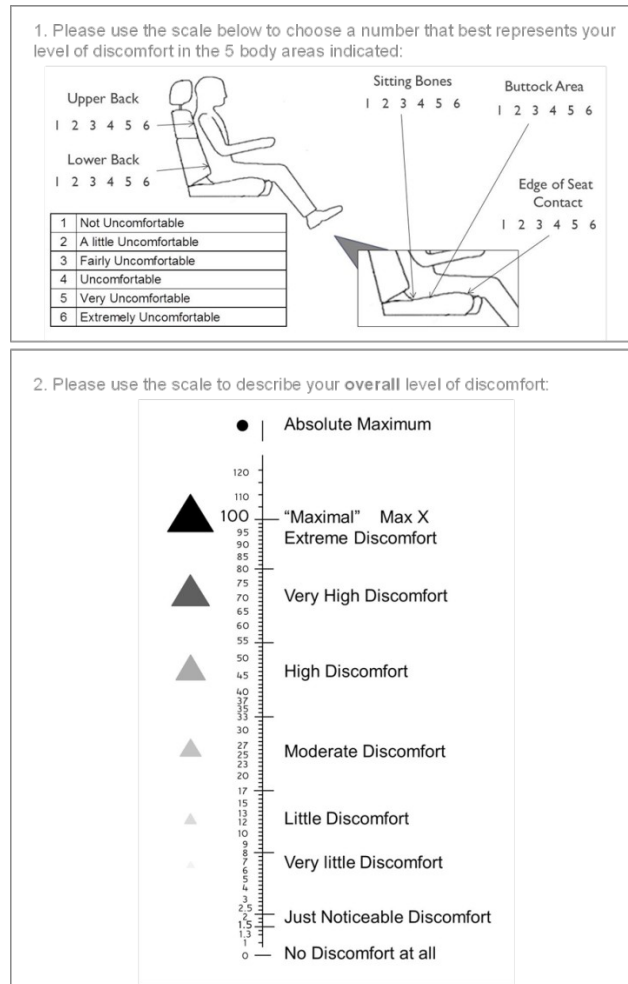 1. Please use the scale below to choose a number that best represents your
level of discomfort in the 5 body areas indicated:
Upper Back
1 2 3 4 5 6
Lower Back
1 2 3 4 5 6
Sitting Bones
1 2 3 4 5 6
Buttock Area
1 2 3 4 5 6
Edge of Seat
Contact
1 2 3 4 5 6
1 Not Uncomfortable
2 A little Uncomfortable
3 Fairly Uncomfortable
4 Uncomfortable
5 Very Uncomfortable
6 Extremely Uncomfortable
2. Please use the scale to describe your overall level of discomfort:
Absolute Maximum
120
110
100 “Maximal” Max X
95 Extreme Discomfort
90
85
80
75
70 Very High Discomfort
65
60
55
50
45 High Discomfort
40
37
35
33
30
27
25 Moderate Discomfort
23
20
17
15
13
12 Little Discomfort
10
9
8
7 Very little Discomfort
6
5
4
3
2.5
2 Just Noticeable Discomfort
1.5
1.3
1
0 No Discomfort at all